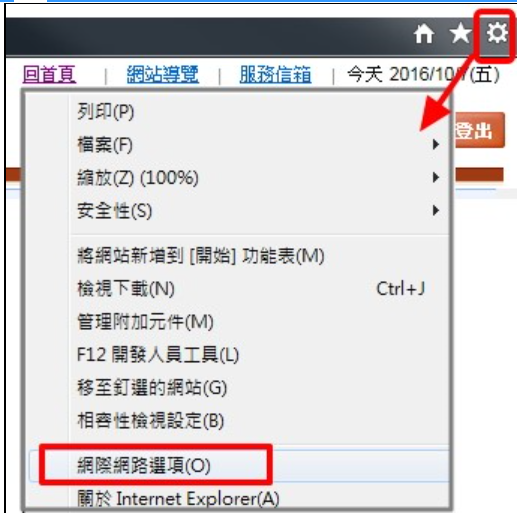 回首頁 | 網站導覽 | 服務信箱 | 今天 2016/10/7(五)
登出
列印(P)
檔案(F)
縮放(Z) (100%)
安全性(S)
將網站新增到 [開始] 功能表(M)
檢視下載(N) Ctrl+J
管理附加元件(M)
F12 開發人員工具(L)
移至釘選的網站(G)
相容性檢視設定(B)
網際網路選項(O)
關於 Internet Explorer(A)